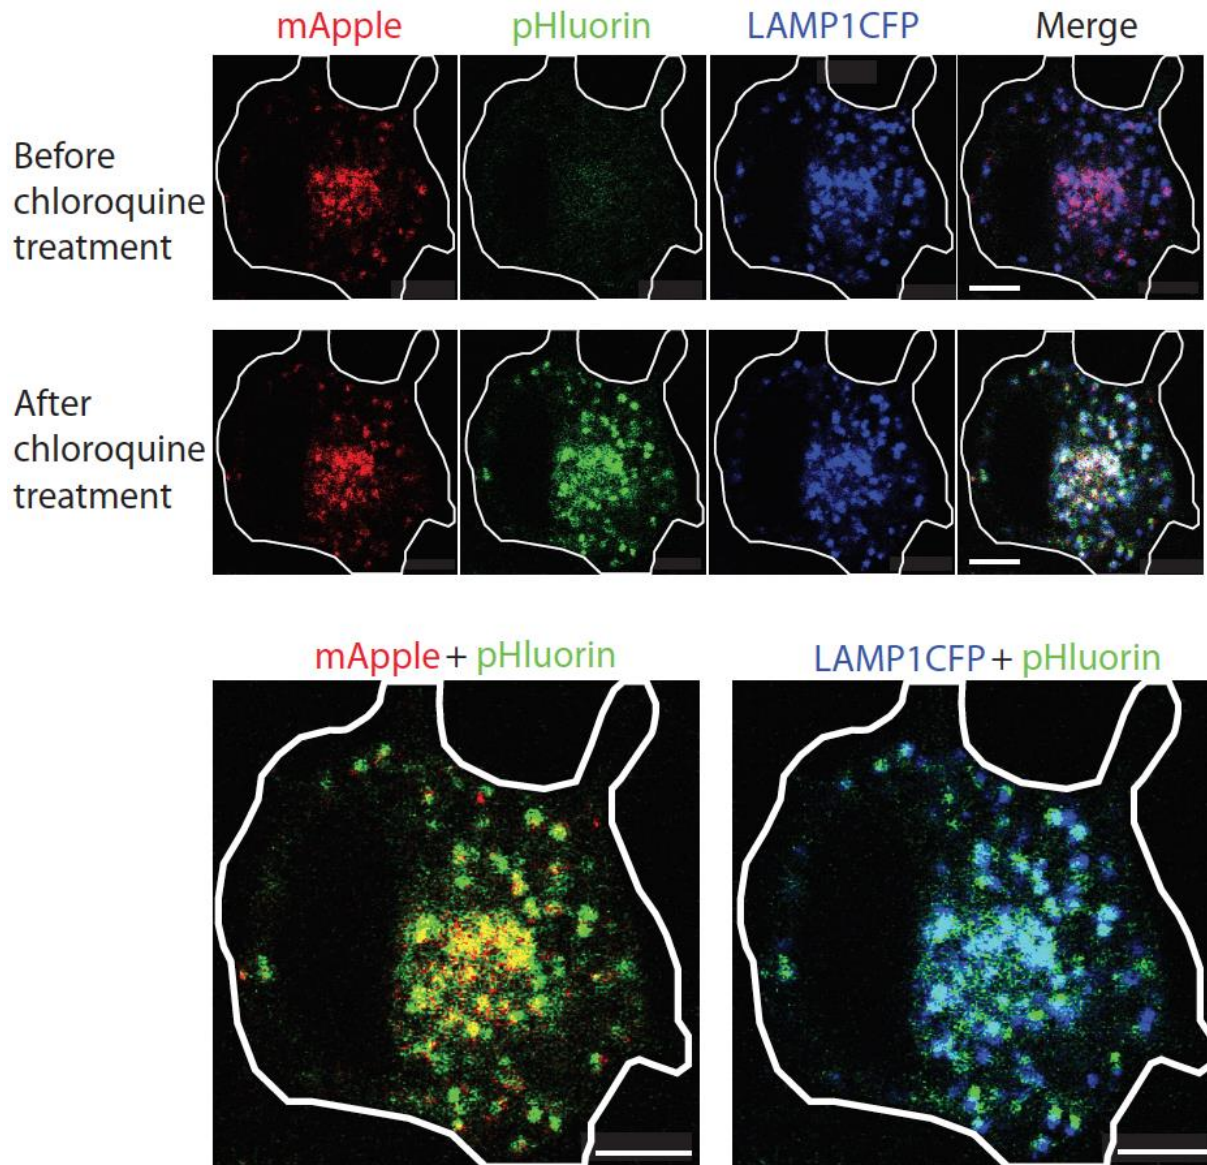 mApple pHluorin LAMP1CFP Merge
Before
chloroquine
treatment
After
chloroquine
treatment
mApple + pHluorin LAMP1CFP + pHluorin